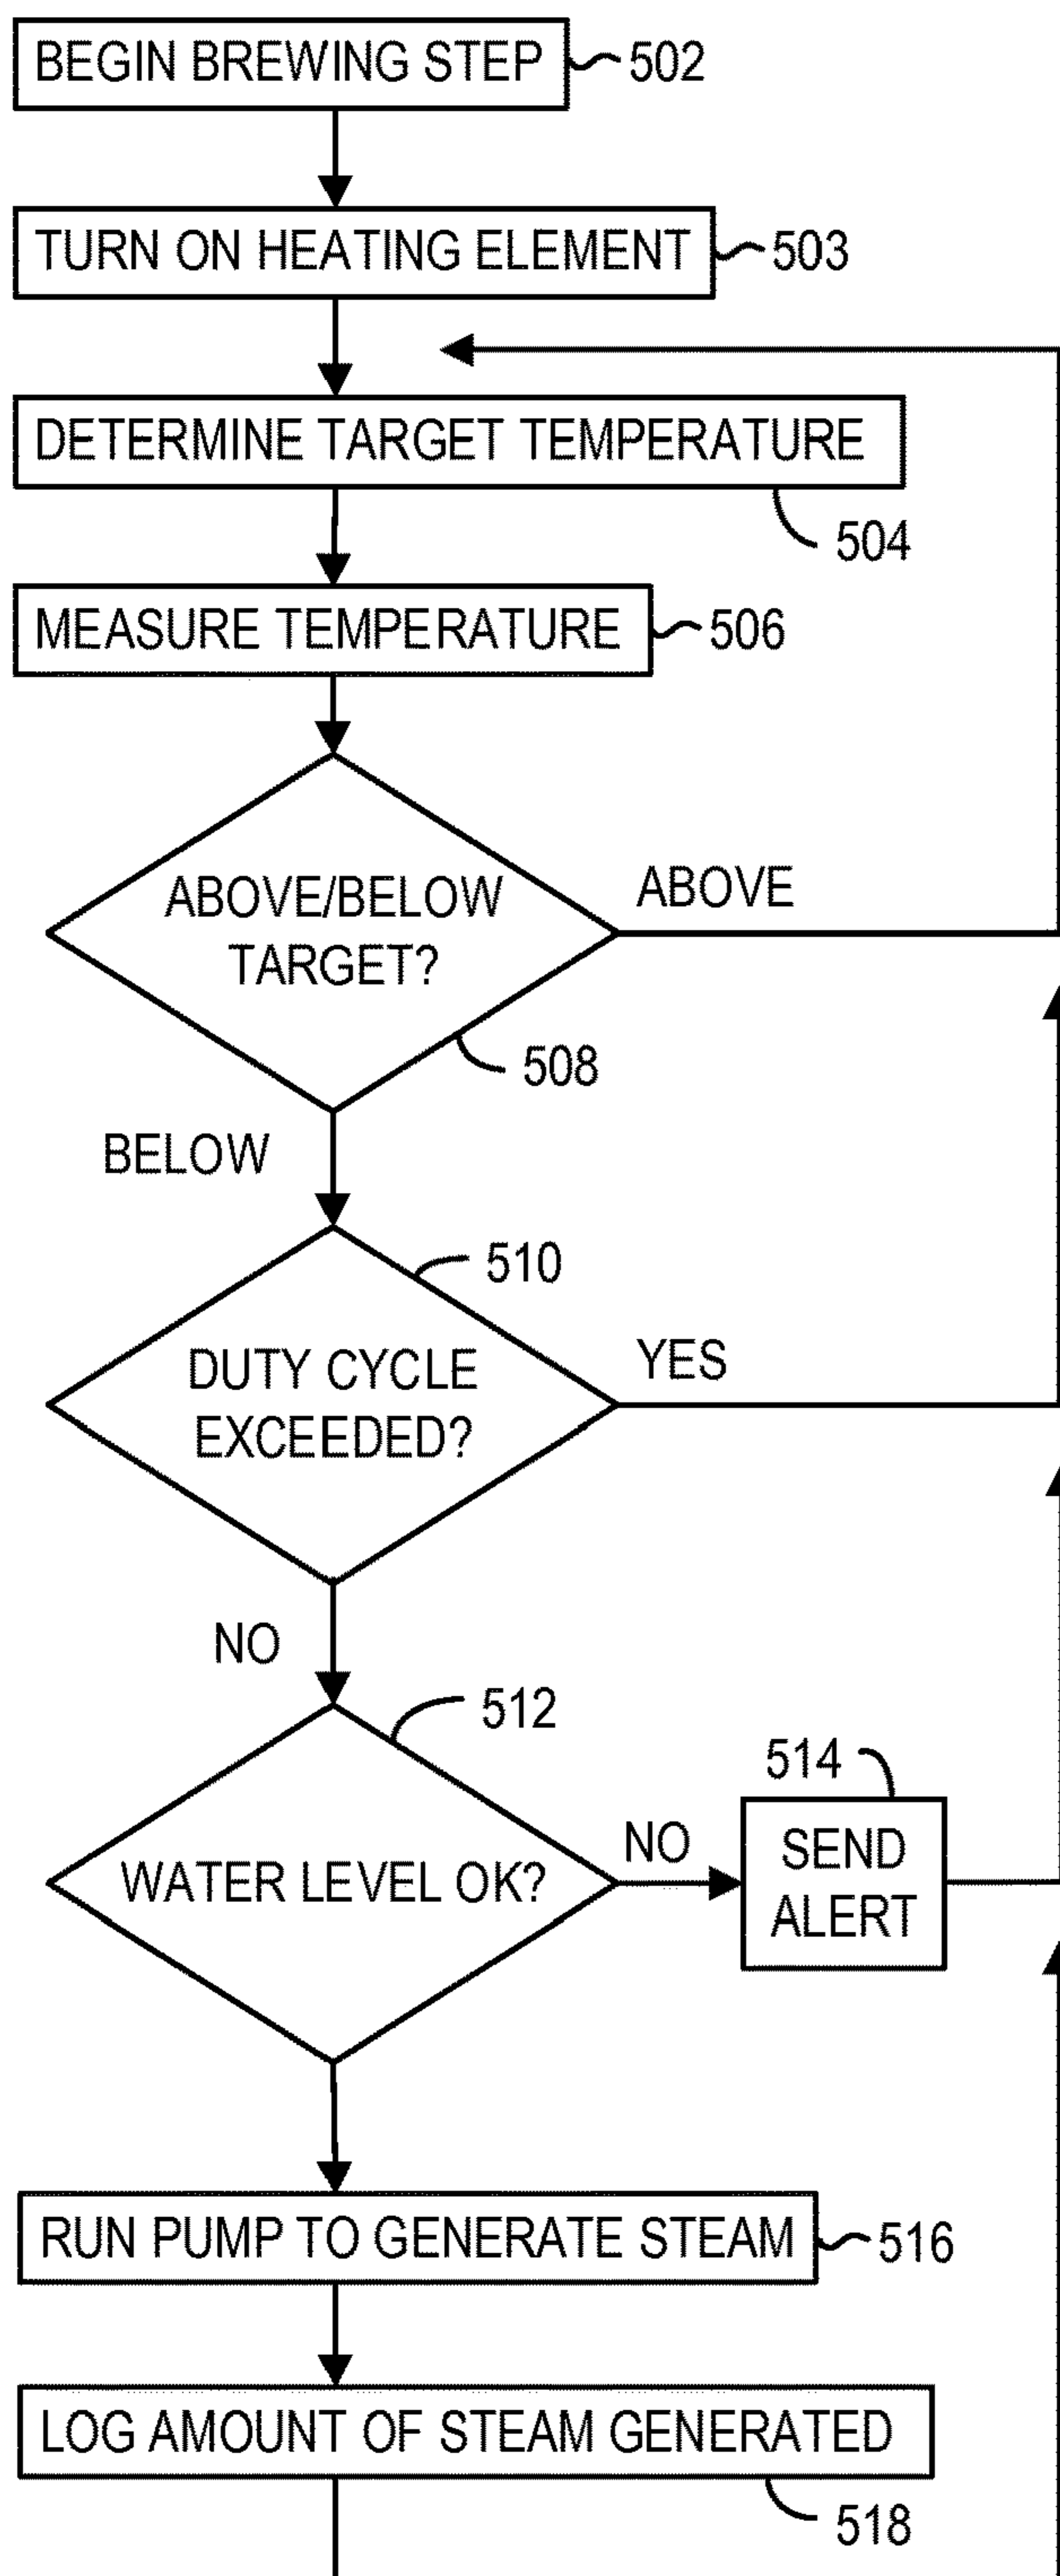 BEGIN BREWING STEP
502
TURN ON HEATING ELEMENT
503
DETERMINE TARGET TEMPERATURE
504
MEASURE TEMPERATURE
506
ABOVE/BELOW
TARGET?
ABOVE
508
BELOW
510
DUTY CYCLE
EXCEEDED?
YES
NO
512
WATER LEVEL OK?
NO
514
SEND
ALERT
RUN PUMP TO GENERATE STEAM
516
LOG AMOUNT OF STEAM GENERATED
518